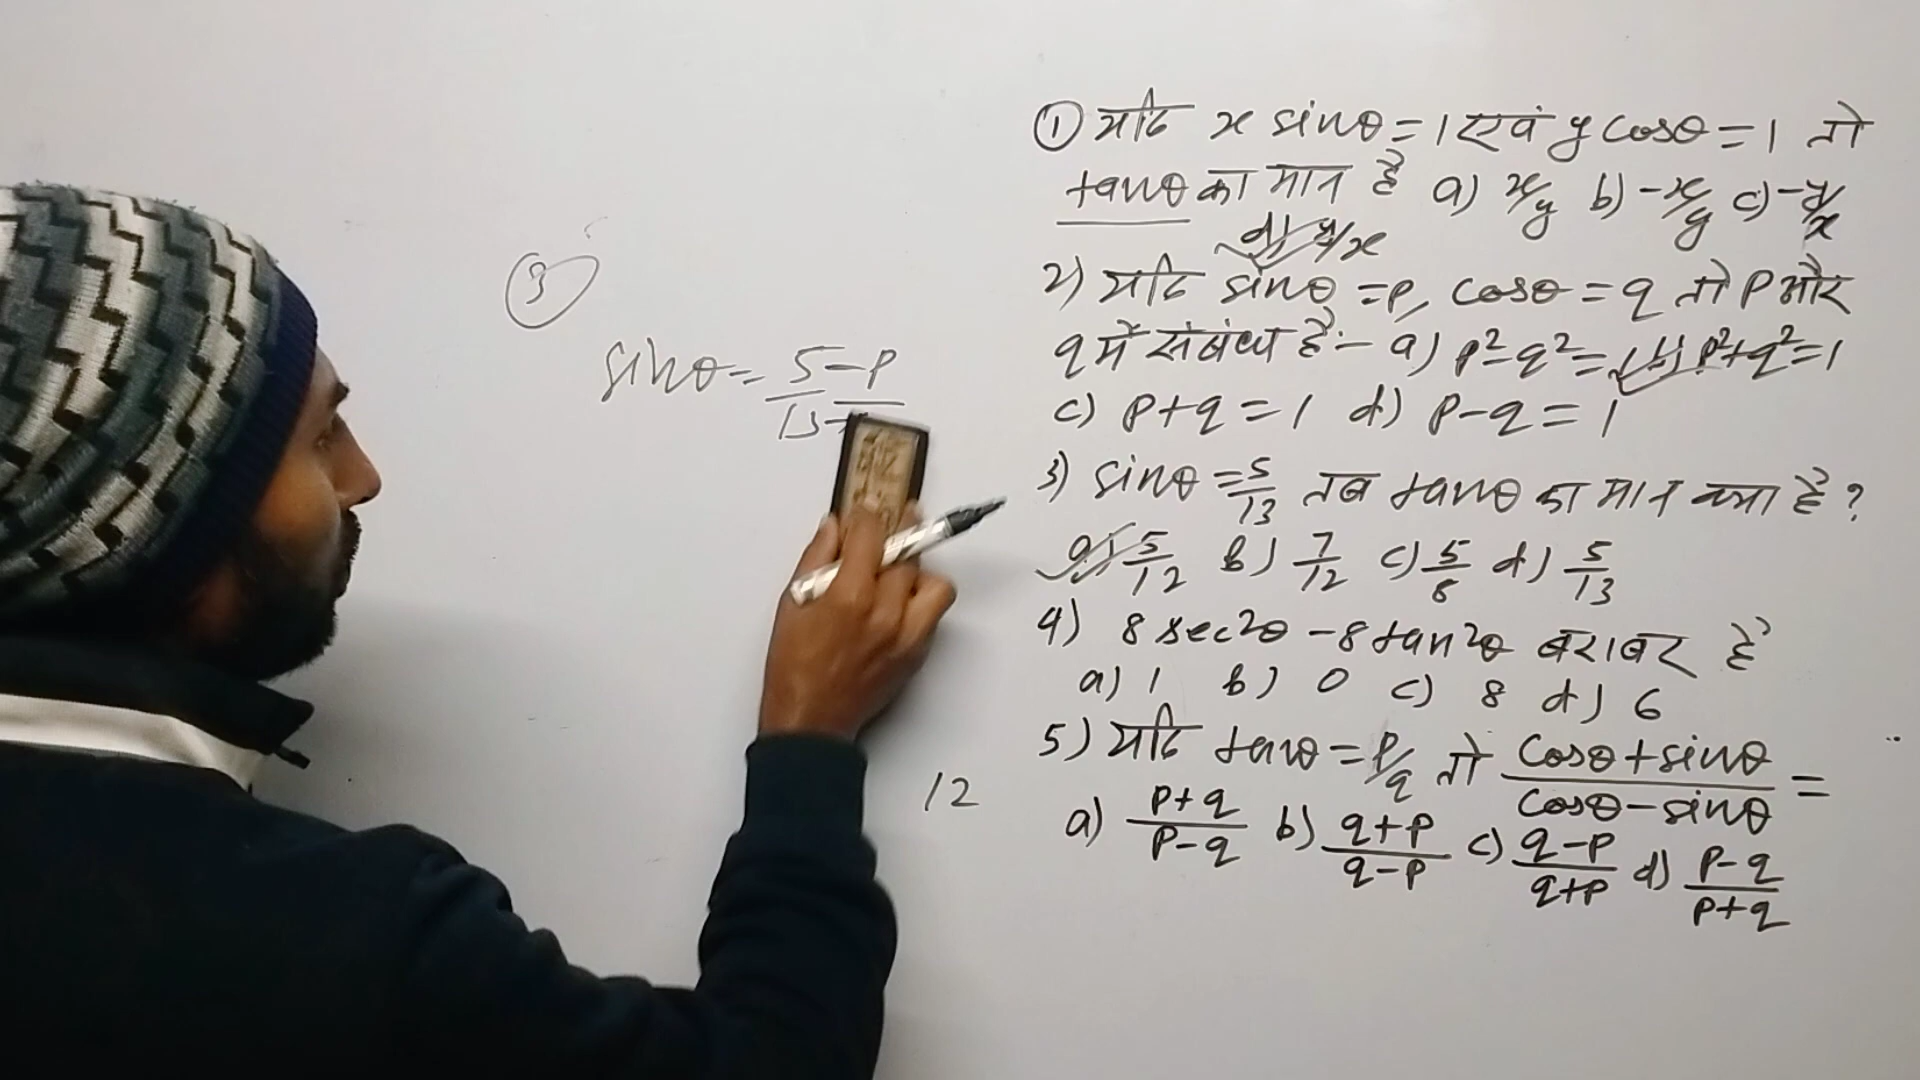 3
sinθ = 5-P
13-
12
① यदि x sinθ = 1 एवं y cosθ = 1 तो
tanθ का मान है a) x/y b) -x/y c) -y/x
d) y/x
2) यदि sinθ = P, cosθ = q तो P और
q में संबंध है:- a) P²-q²=1 b) P²+q²=1
c) P+q=1 d) P-q=1
3) sinθ = 5/13 तब tanθ का मान क्या है?
a) 5/12 b) 7/12 c) 5/8 d) 5/13
4) 8 sec²θ - 8 tan²θ बराबर है
a) 1 b) 0 c) 8 d) 6
5) यदि tanθ = P/q तो cosθ+sinθ/cosθ-sinθ =
a) P+q/P-q b) q+P/q-P c) q-P/q+P d) P-q/P+q